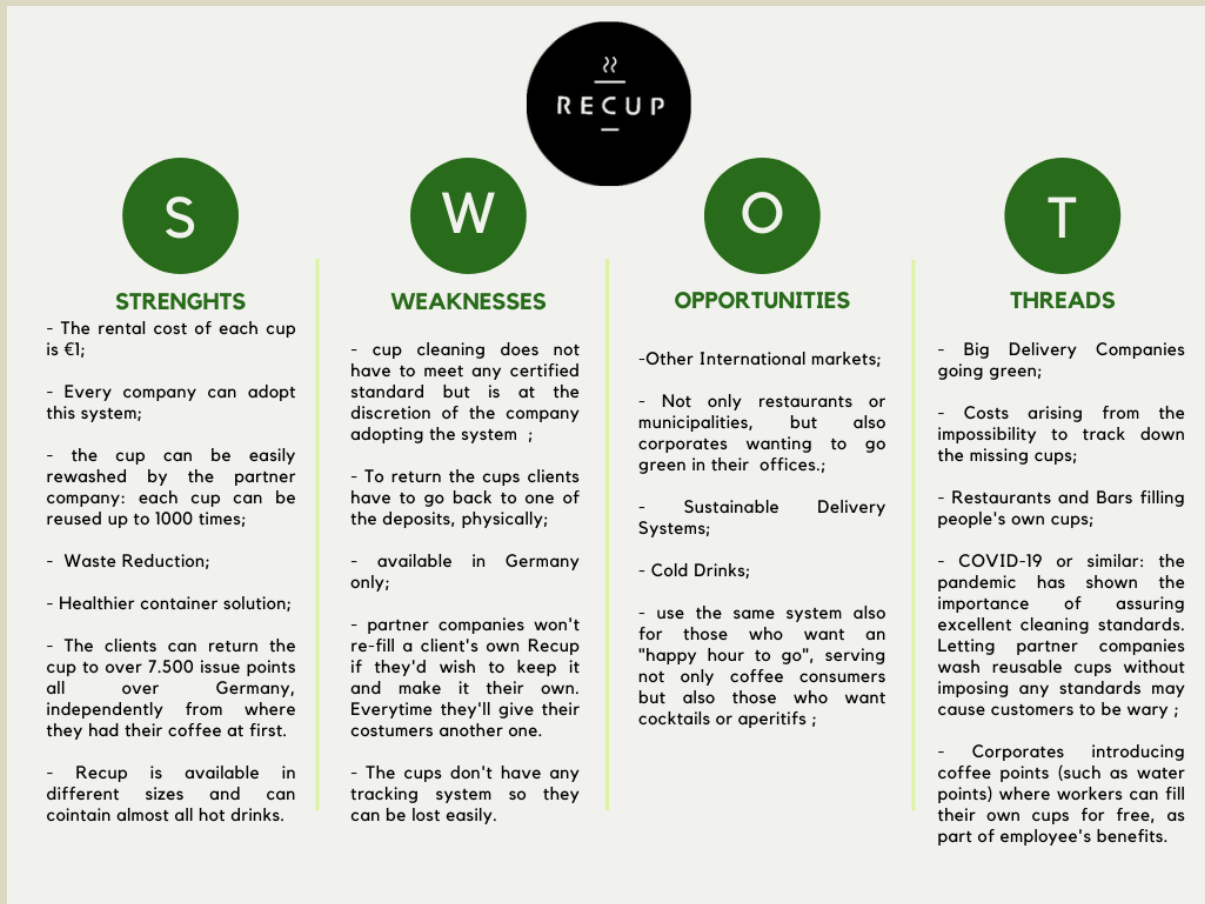 RECUP
S
STRENGHTS
- The rental cost of each cup
is €1;
- Every company can adopt
this system;
- the cup can be easily
rewashed by the partner
company: each cup can be
reused up to 1000 times;
- Waste Reduction;
- Healthier container solution;
- The clients can return the
cup to over 7.500 issue points
all over Germany,
independently from where
they had their coffee at first.
- Recup is available in
different sizes and can
cointain almost all hot drinks.
W
WEAKNESSES
- cup cleaning does not
have to meet any certified
standard but is at the
discretion of the company
adopting the system ;
- To return the cups clients
have to go back to one of
the deposits, physically;
- available in Germany
only;
- partner companies won't
re-fill a client's own Recup
if they'd wish to keep it
and make it their own.
Everytime they'll give their
costumers another one.
- The cups don't have any
tracking system so they
can be lost easily.
O
OPPORTUNITIES
-Other International markets;
- Not only restaurants or
municipalities, but also
corporates wanting to go
green in their offices.;
- Sustainable Delivery
Systems;
- Cold Drinks;
- use the same system also
for those who want an
"happy hour to go", serving
not only coffee consumers
but also those who want
cocktails or aperitifs ;
T
THREADS
- Big Delivery Companies
going green;
- Costs arising from the
impossibility to track down
the missing cups;
- Restaurants and Bars filling
people's own cups;
- COVID-19 or similar: the
pandemic has shown the
importance of assuring
excellent cleaning standards.
Letting partner companies
wash reusable cups without
imposing any standards may
cause customers to be wary ;
- Corporates introducing
coffee points (such as water
points) where workers can fill
their own cups for free, as
part of employee's benefits.